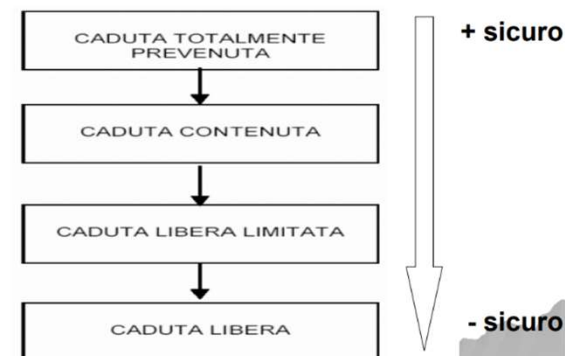 CADUTA TOTALMENTE
PREVENUTA
+ sicuro
CADUTA CONTENUTA
CADUTA LIBERA LIMITATA
CADUTA LIBERA
- sicuro